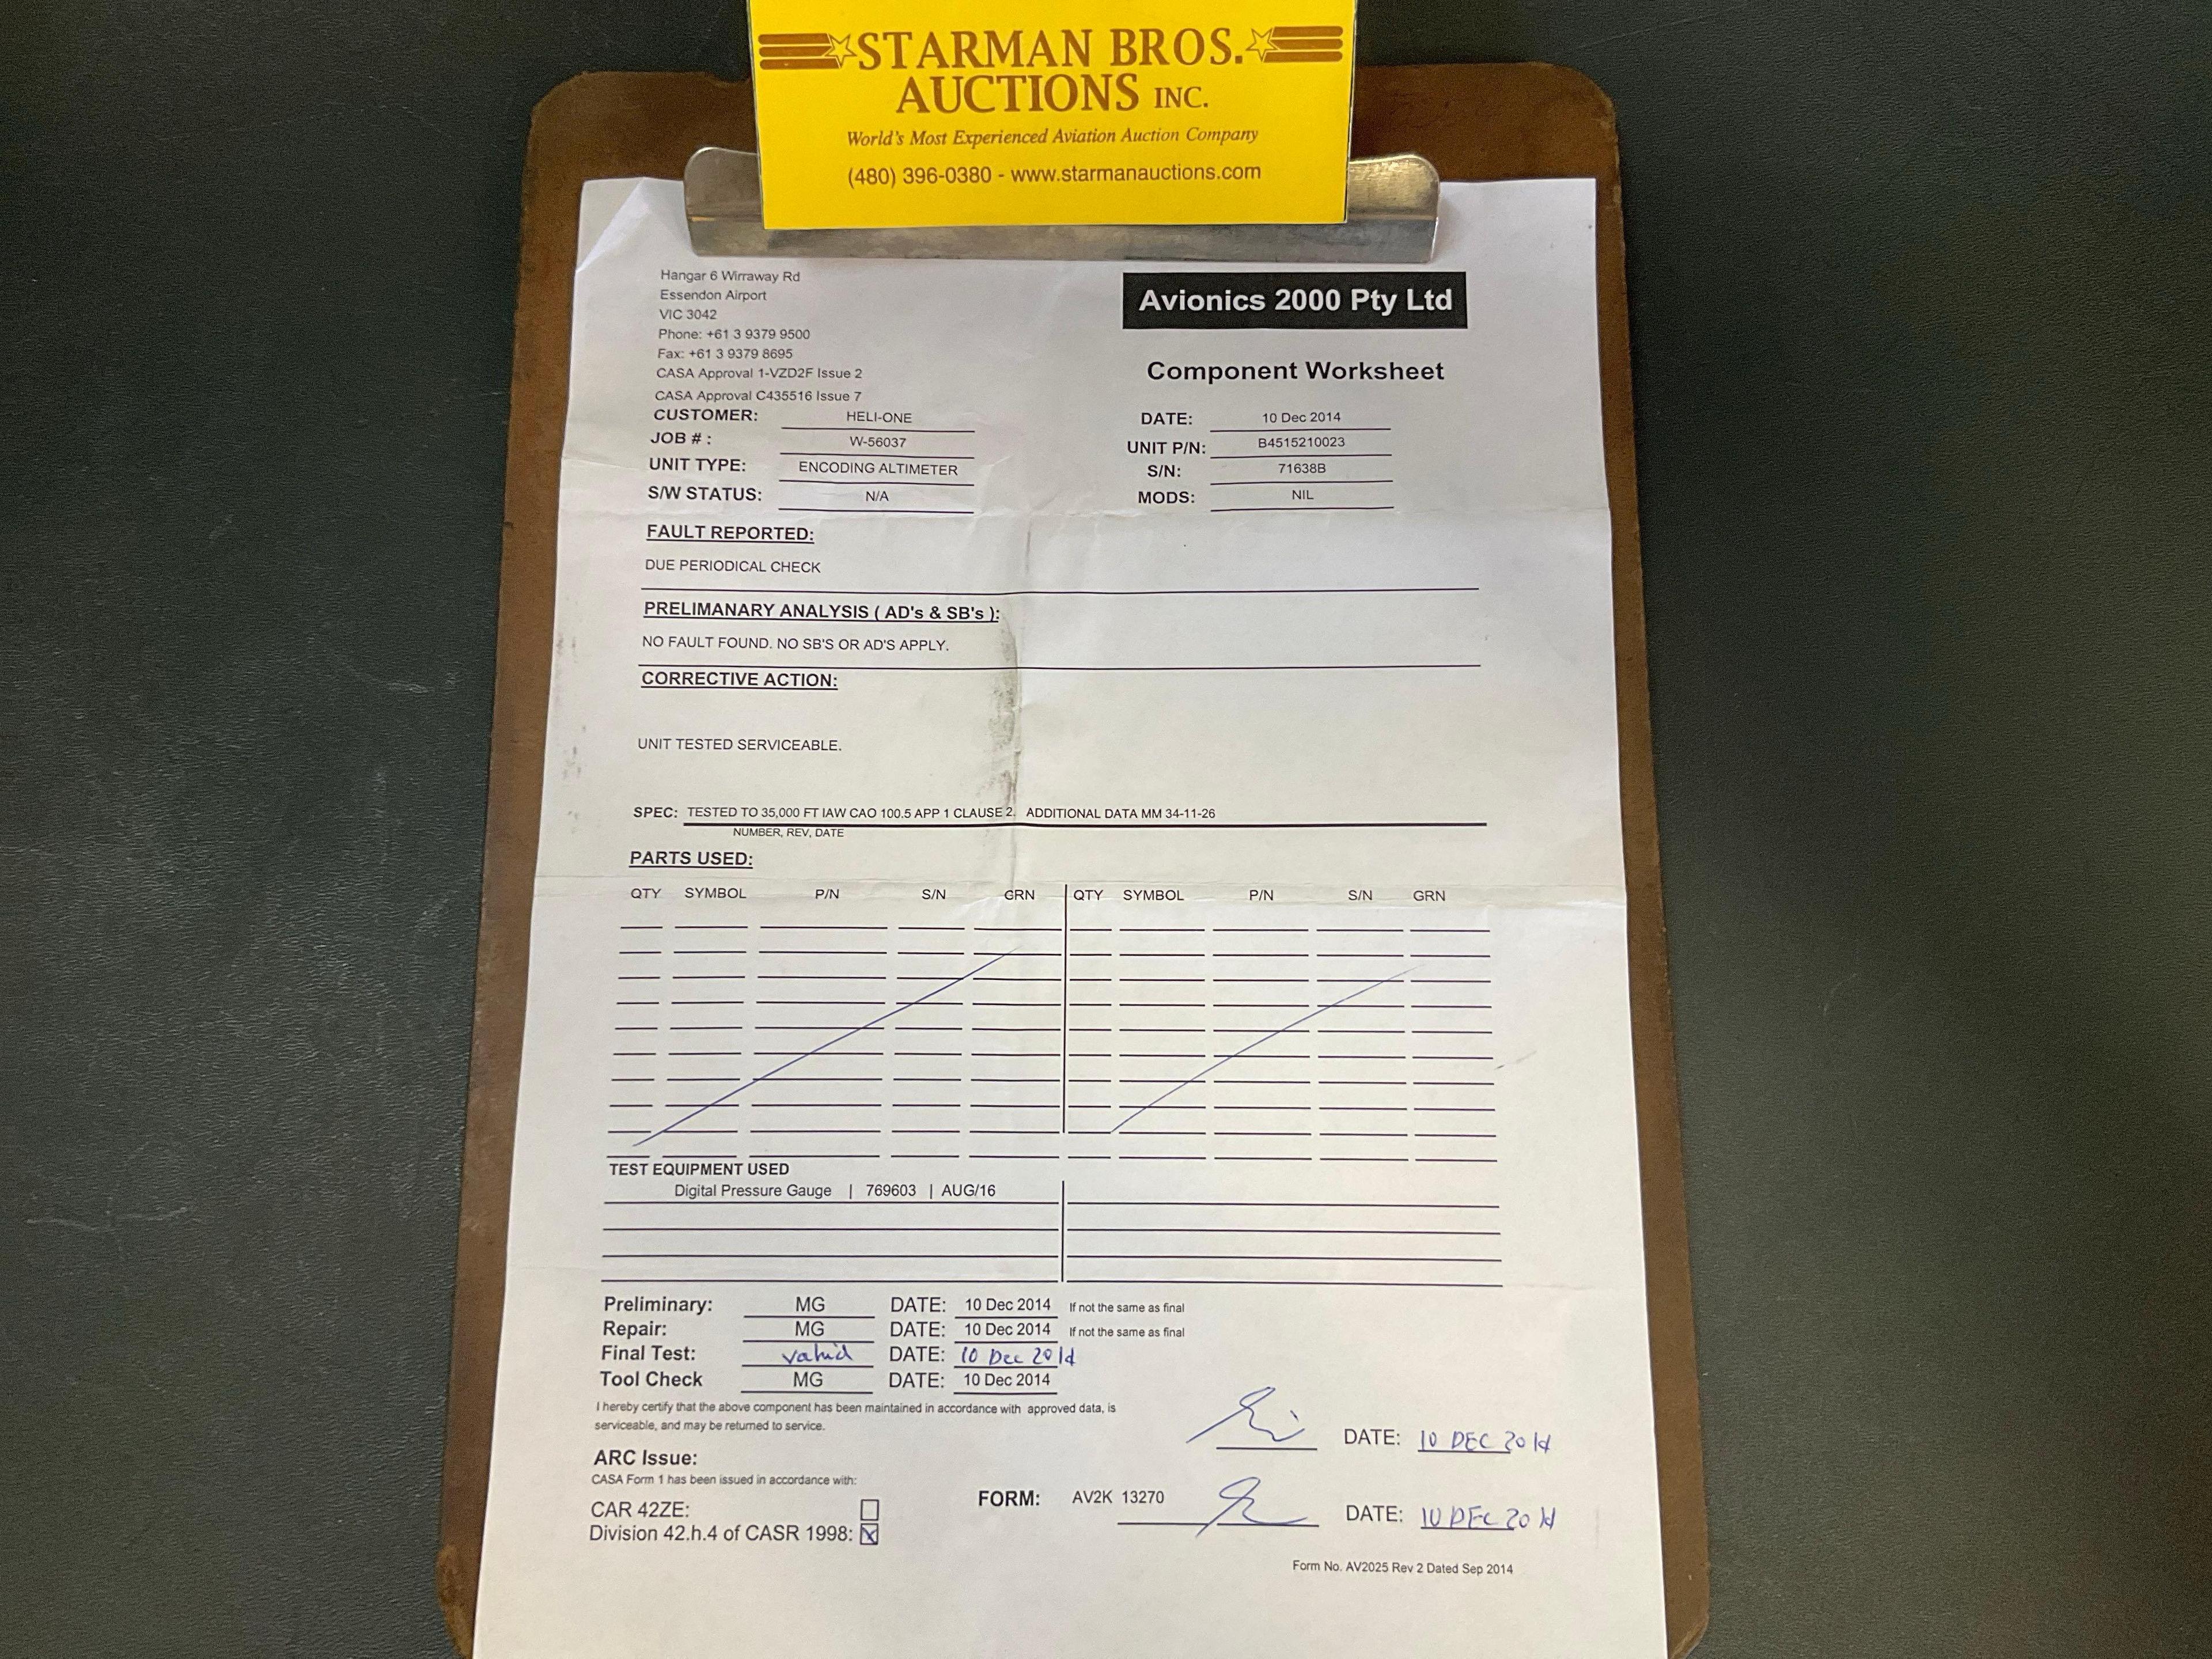 STARMAN BROS.
AUCTIONS INC.
World's Most Experienced Aviation Auction Company
(480) 396-0380 - www.starmanauctions.com
Hangar 6 Wirraway Rd
Essendon Airport
VIC 3042
Phone: +61 3 9379 9500
Fax: +61 3 9379 8695
CASA Approval 1-VZD2F Issue 2
CASA Approval C435516 Issue 7
Avionics 2000 Pty Ltd
Component Worksheet
CUSTOMER: HELI-ONE DATE: 10 Dec 2014
JOB # : W-56037 UNIT P/N: B4515210023
UNIT TYPE: ENCODING ALTIMETER S/N: 71638B
S/W STATUS: N/A MODS: NIL
FAULT REPORTED:
DUE PERIODICAL CHECK
PRELIMANARY ANALYSIS ( AD's & SB's ):
NO FAULT FOUND. NO SB'S OR AD'S APPLY.
CORRECTIVE ACTION:
UNIT TESTED SERVICEABLE.
SPEC: TESTED TO 35,000 FT IAW CAO 100.5 APP 1 CLAUSE 2. ADDITIONAL DATA MM 34-11-26
NUMBER, REV, DATE
PARTS USED:
QTY SYMBOL P/N S/N GRN QTY SYMBOL P/N S/N GRN
TEST EQUIPMENT USED
Digital Pressure Gauge | 769603 | AUG/16
Preliminary: MG DATE: 10 Dec 2014 If not the same as final
Repair: MG DATE: 10 Dec 2014 If not the same as final
Final Test: vahid DATE: 10 Dec 2014
Tool Check MG DATE: 10 Dec 2014
I hereby certify that the above component has been maintained in accordance with approved data, is
serviceable, and may be returned to service.
DATE: 10 DEC 2014
ARC Issue:
CASA Form 1 has been issued in accordance with:
CAR 42ZE:
FORM: AV2K 13270 DATE: 10 DEC 2014
Division 42.h.4 of CASR 1998: X
Form No. AV2025 Rev 2 Dated Sep 2014